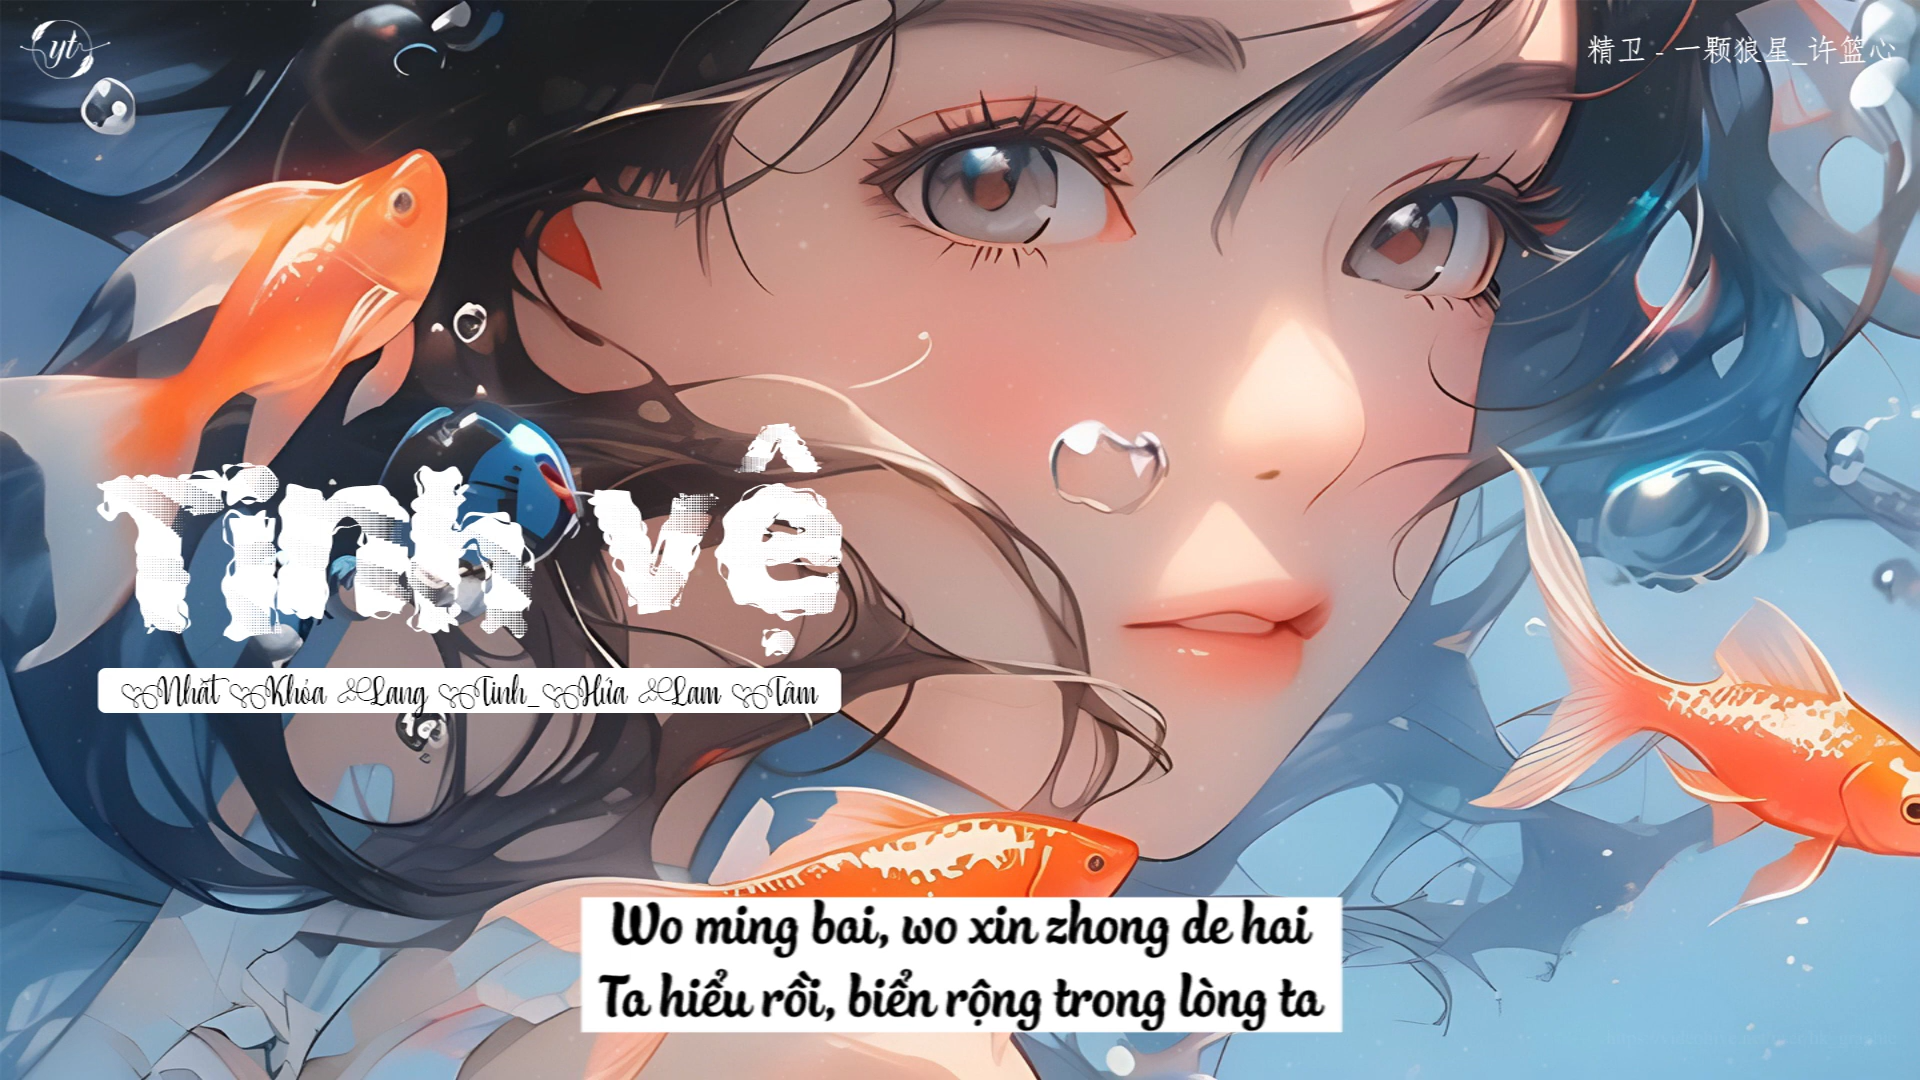 yt
精卫 - 一颗狼星_许篮心
Tinh vệ
Nhất Khỏa Lang Tinh_Hứa Lam Tâm
Wo ming bai, wo xin zhong de hai
Ta hiểu rồi, biển rộng trong lòng ta